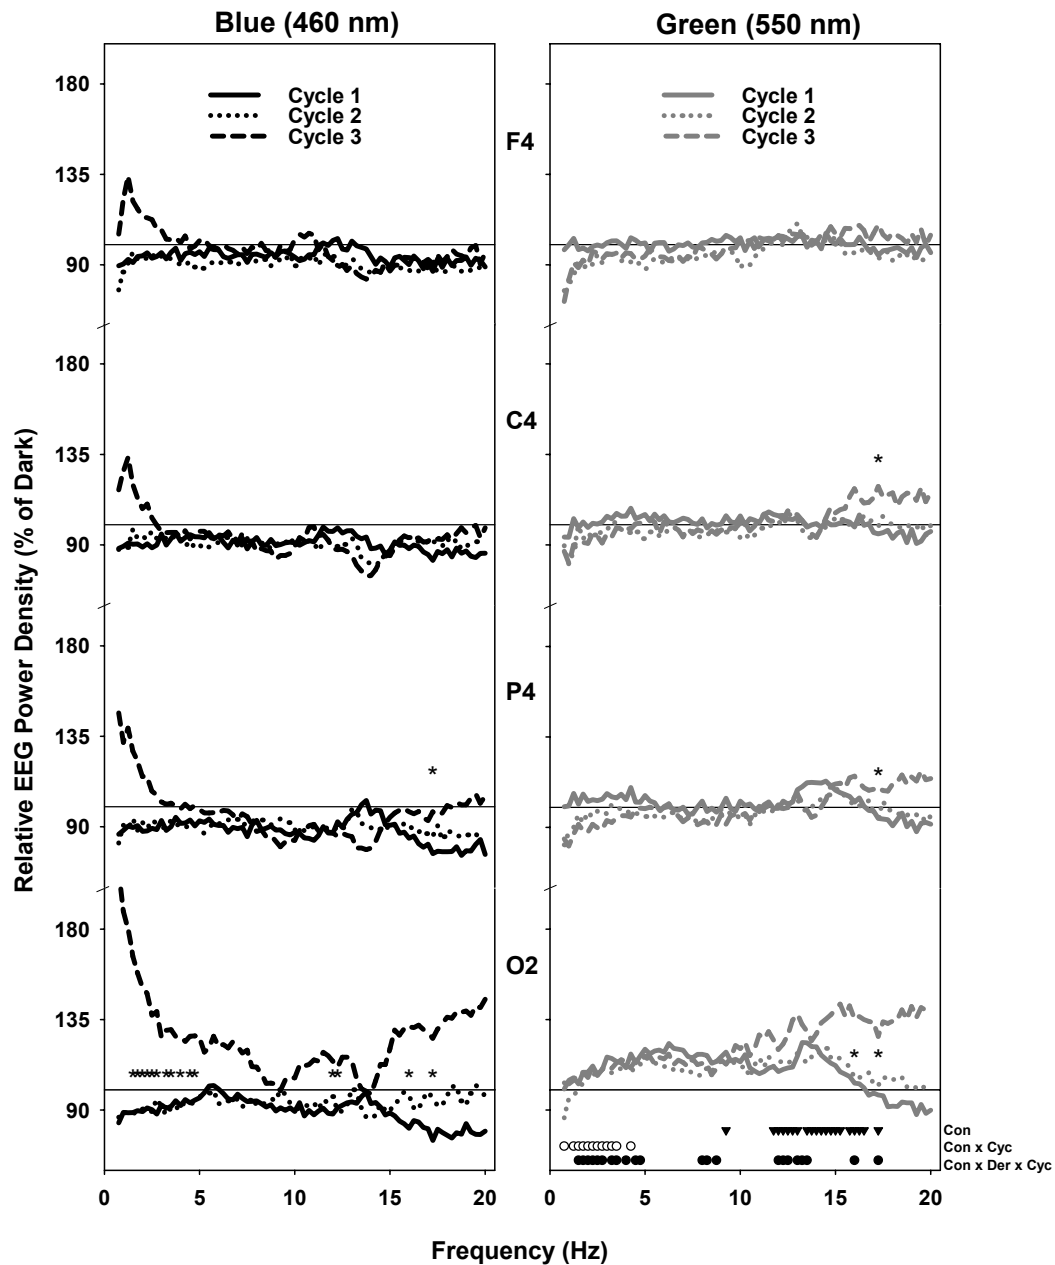 Blue (460 nm)
Green (550 nm)
Relative EEG Power Density (% of Dark)
180
135
90
Cycle 1
Cycle 2
Cycle 3
F4
Cycle 1
Cycle 2
Cycle 3
180
135
90
C4
*
180
135
90
*
P4
*
180
135
90
************ ** * *
O2
* *
Con
Con x Cyc
Con x Der x Cyc
0 5 10 15 20
0 5 10 15 20
Frequency (Hz)